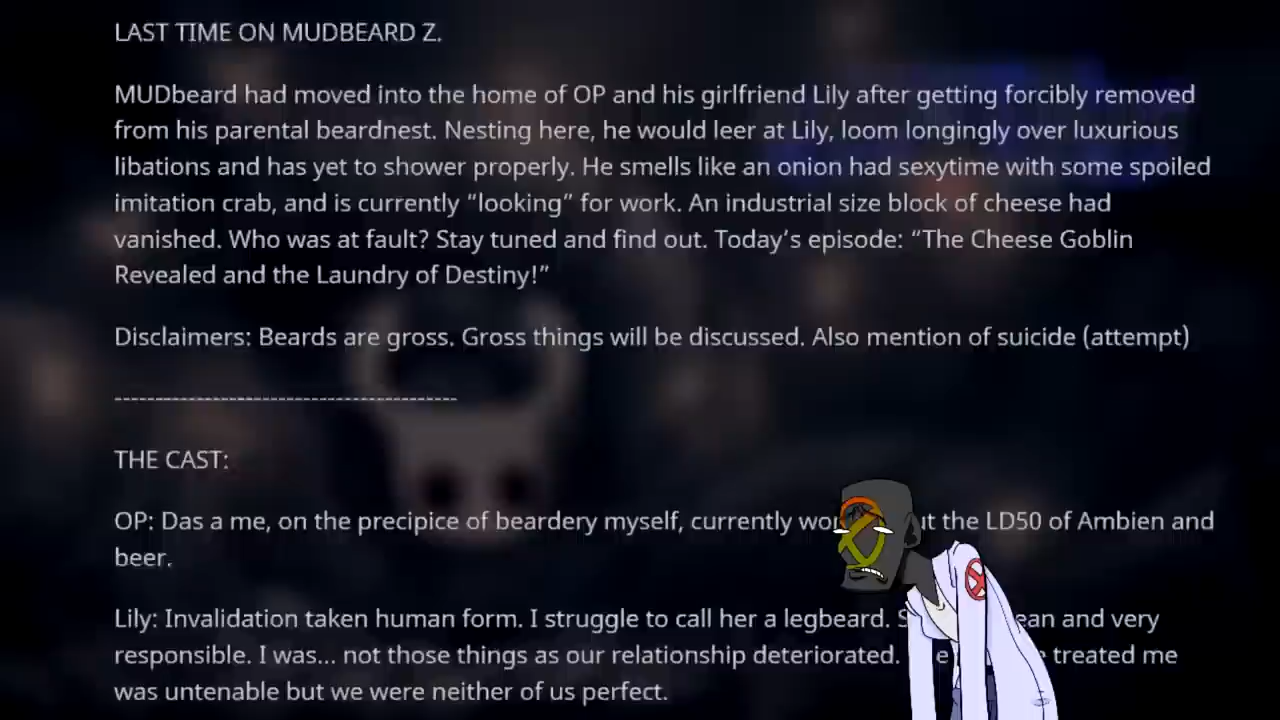 LAST TIME ON MUDBEARD Z.
MUDbeard had moved into the home of OP and his girlfriend Lily after getting forcibly removed
from his parental beardnest. Nesting here, he would leer at Lily, loom longingly over luxurious
libations and has yet to shower properly. He smells like an onion had sexytime with some spoiled
imitation crab, and is currently “looking” for work. An industrial size block of cheese had
vanished. Who was at fault? Stay tuned and find out. Today’s episode: “The Cheese Goblin
Revealed and the Laundry of Destiny!”
Disclaimers: Beards are gross. Gross things will be discussed. Also mention of suicide (attempt)
----------------------------------------
THE CAST:
OP: Das a me, on the precipice of beardery myself, currently the LD50 of Ambien and
beer.
Lily: Invalidation taken human form. I struggle to call her a legbeard. and very
responsible. I was... not those things as our relationship deteriorated. treated me
was untenable but we were neither of us perfect.